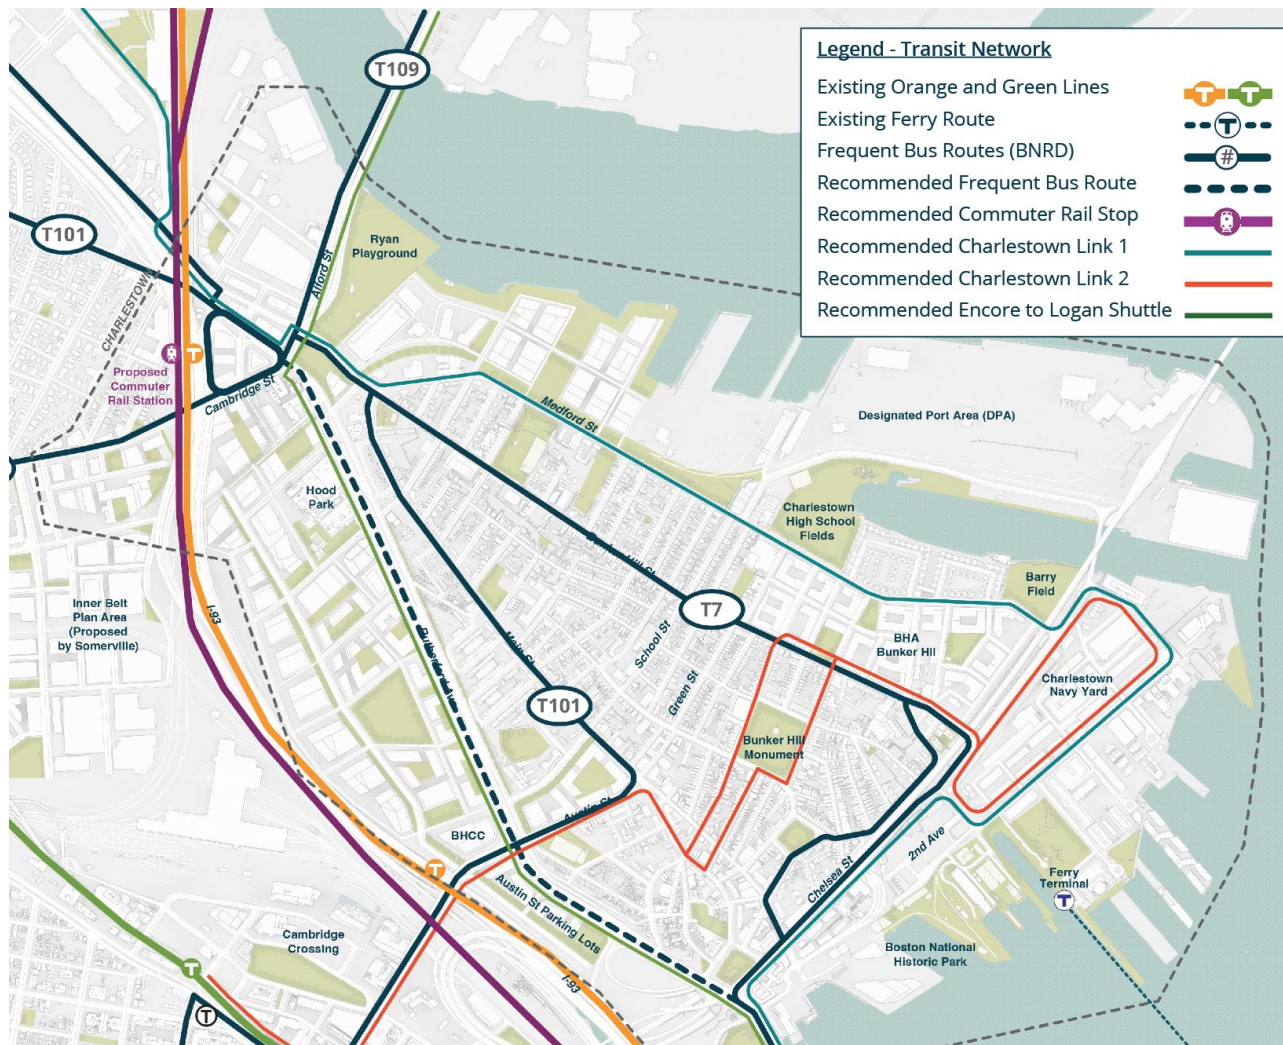 Legend - Transit Network
Existing Orange and Green Lines
T T
Existing Ferry Route
T
Frequent Bus Routes (BNRD)
#
Recommended Frequent Bus Route
Recommended Commuter Rail Stop
Recommended Charlestown Link 1
Recommended Charlestown Link 2
Recommended Encore to Logan Shuttle
T109
T101
Ryan
Playground
Alford St
CHARLESTOWN
T
Proposed
Commuter
Rail Station
Cambridge St
Medford St
Designated Port Area (DPA)
Hood
Park
Charlestown
High School
Fields
Bunker Hill St
Barry
Field
Inner Belt
Plan Area
(Proposed
by Somerville)
I-93
T7
School St
BHA
Bunker Hill
Rutherford Ave
Main St
Green St
Charlestown
Navy Yard
T101
Bunker Hill
Monument
Austin St
BHCC
2nd Ave
T
Chelsea St
Ferry
Terminal
T
Austin St Parking Lots
Cambridge
Crossing
Boston National
Historic Park
T
I-93
T